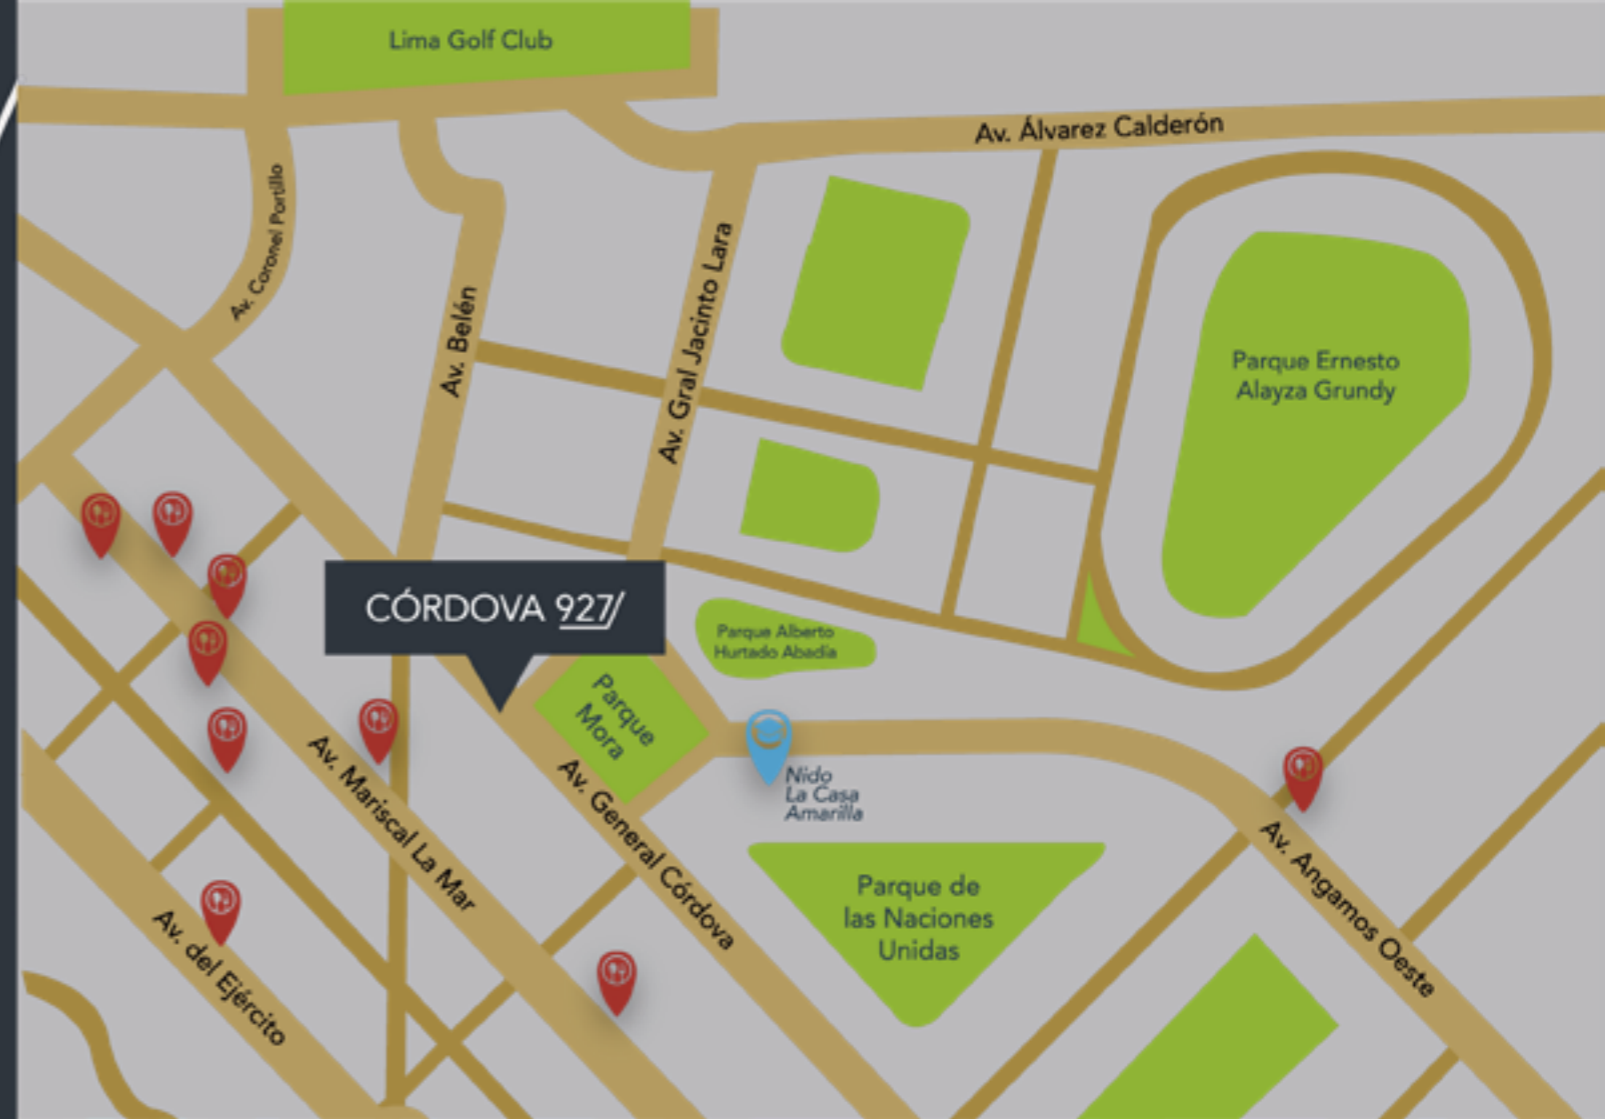 Lima Golf Club
Av. Álvarez Calderón
Av. Coronel Portillo
Av. Belén
Av. Gral Jacinto Lara
Parque Ernesto
Alayza Grundy
CÓRDOVA 927/
Parque Alberto
Hurtado Abadía
Parque
Mora
Nido
La Casa
Amarilla
Av. Mariscal La Mar
Av. General Córdova
Parque de
las Naciones
Unidas
Av. Angamos Oeste
Av. del Ejército